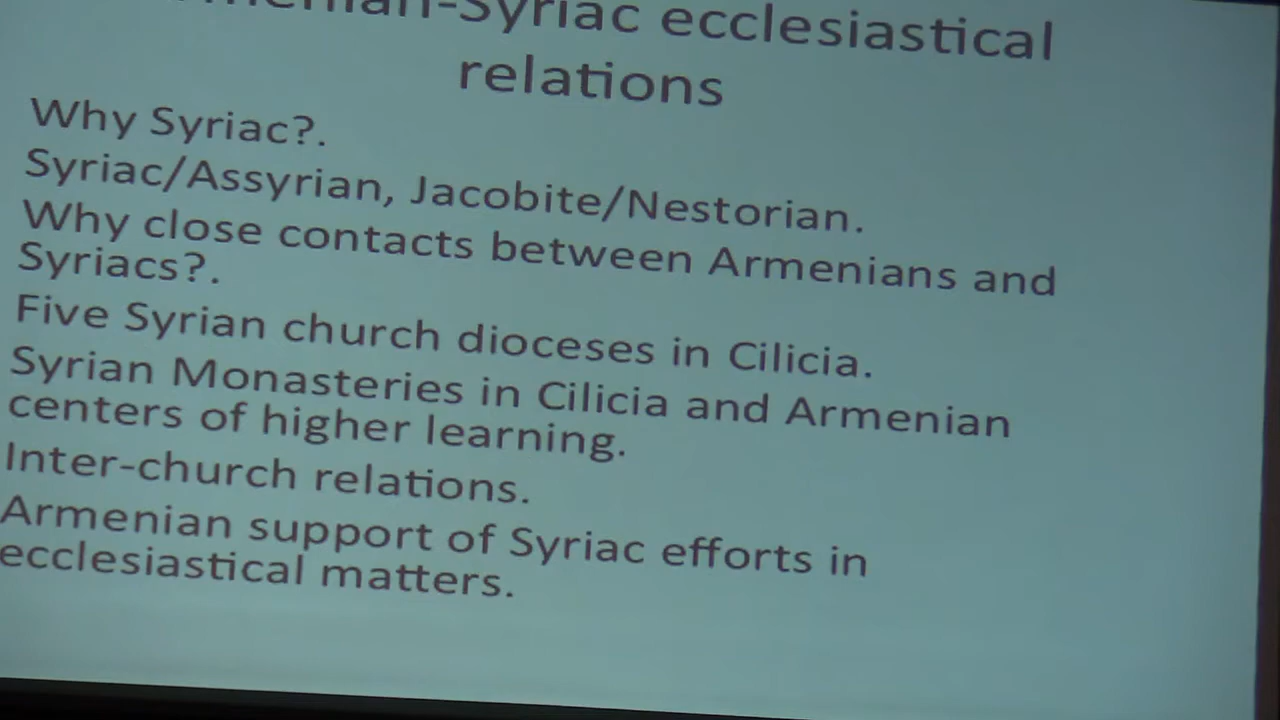 Armenian-Syriac ecclesiastical
relations
Why Syriac?.
Syriac/Assyrian, Jacobite/Nestorian.
Why close contacts between Armenians and
Syriacs?.
Five Syrian church dioceses in Cilicia.
Syrian Monasteries in Cilicia and Armenian
centers of higher learning.
Inter-church relations.
Armenian support of Syriac efforts in
ecclesiastical matters.